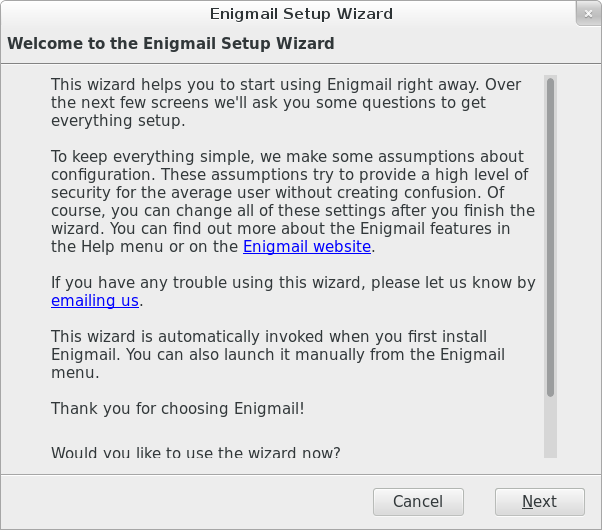 Enigmail Setup Wizard
Welcome to the Enigmail Setup Wizard
This wizard helps you to start using Enigmail right away. Over
the next few screens we'll ask you some questions to get
everything setup.
To keep everything simple, we make some assumptions about
configuration. These assumptions try to provide a high level of
security for the average user without creating confusion. Of
course, you can change all of these settings after you finish the
wizard. You can find out more about the Enigmail features in
the Help menu or on the Enigmail website.
If you have any trouble using this wizard, please let us know by
emailing us.
This wizard is automatically invoked when you first install
Enigmail. You can also launch it manually from the Enigmail
menu.
Thank you for choosing Enigmail!
Would you like to use the wizard now?
Cancel
Next